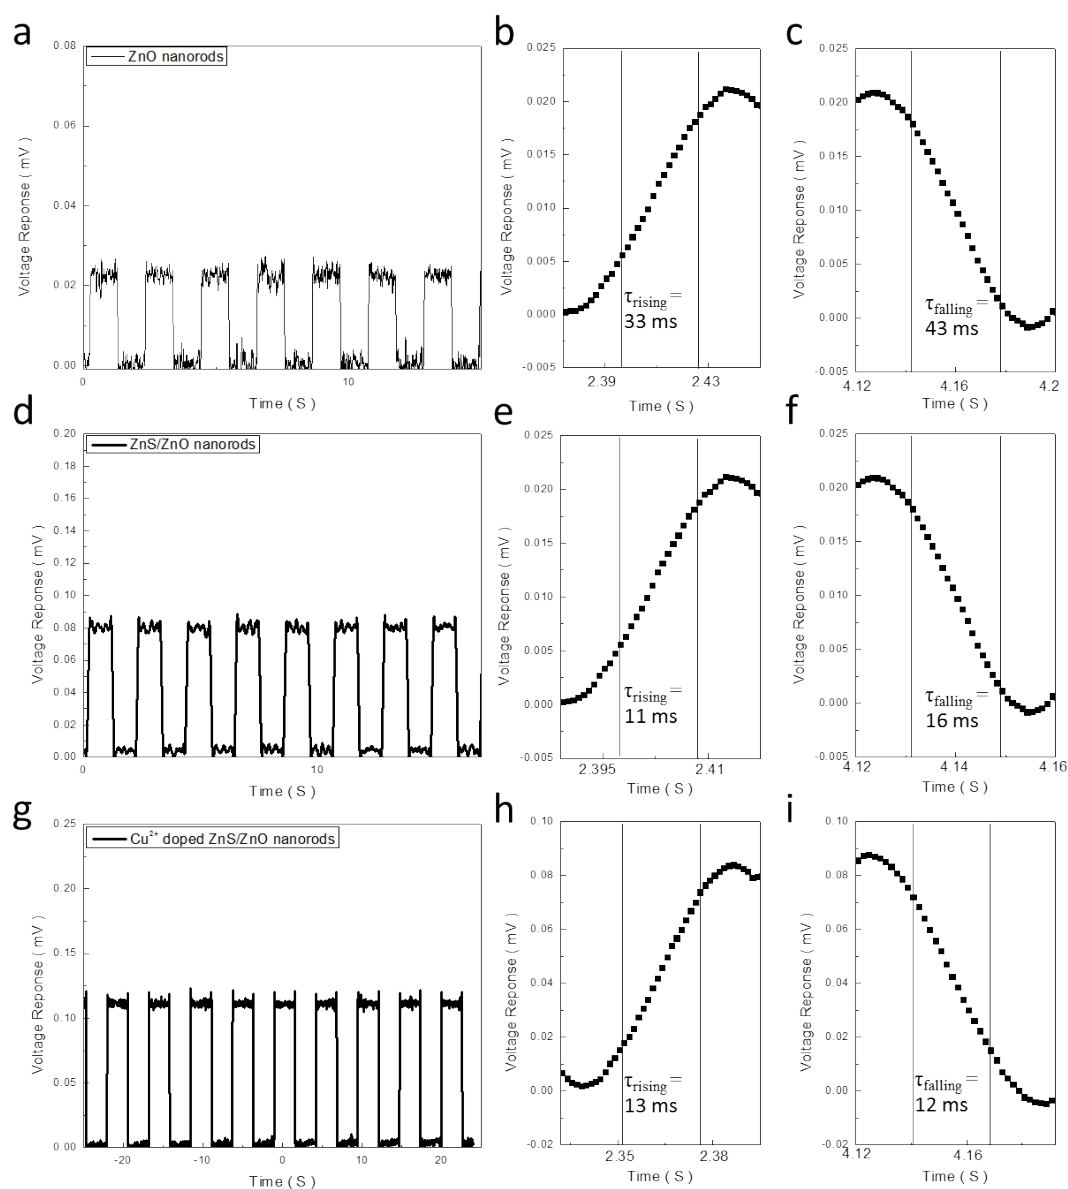 a
0.08
0.06
0.04
0.02
0.00
Voltage Reponse ( mV )
ZnO nanorods
0
10
Time ( S )
b
0.025
0.020
0.015
0.010
0.005
0.000
-0.005
Voltage Reponse ( mV )
τrising=
33 ms
2.39
2.43
Time ( S )
c
0.025
0.020
0.015
0.010
0.005
0.000
-0.005
Voltage Reponse ( mV )
τfalling=
43 ms
4.12
4.16
4.2
Time ( S )
d
0.20
0.18
0.16
0.14
0.12
0.10
0.08
0.06
0.04
0.02
0.00
Voltage Reponse ( mV )
ZnS/ZnO nanorods
0
10
Time ( S )
e
0.025
0.020
0.015
0.010
0.005
0.000
-0.005
Voltage Reponse ( mV )
τrising=
11 ms
2.395
2.41
Time ( S )
f
0.025
0.020
0.015
0.010
0.005
0.000
-0.005
Voltage Reponse ( mV )
τfalling=
16 ms
4.12
4.14
4.16
Time ( S )
g
0.25
0.20
0.15
0.10
0.05
0.00
Voltage Reponse ( mV )
Cu²⁺ doped ZnS/ZnO nanorods
-20
-10
0
10
20
Time ( S )
h
0.10
0.08
0.06
0.04
0.02
0.00
-0.02
Voltage Reponse ( mV )
τrising=
13 ms
2.35
2.38
Time ( S )
i
0.10
0.08
0.06
0.04
0.02
0.00
-0.02
Voltage Reponse ( mV )
τfalling=
12 ms
4.12
4.16
Time ( S )